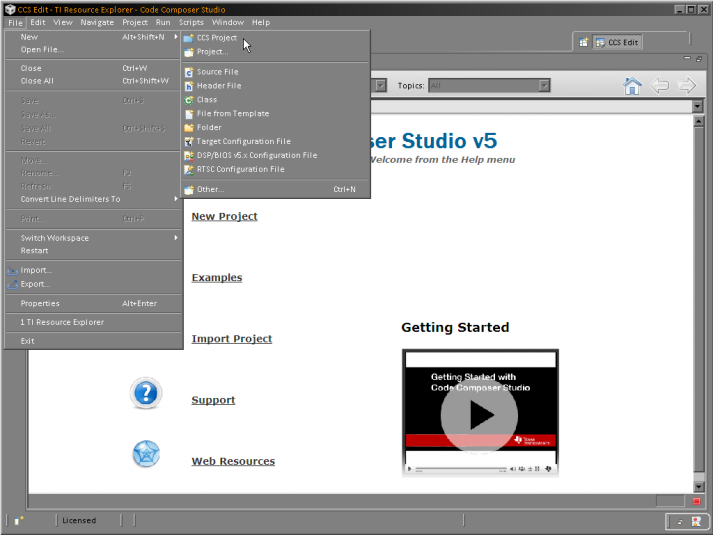 CCS Edit - TI Resource Explorer - Code Composer Studio
File Edit View Navigate Project Run Scripts Window Help
New Alt+Shift+N
Open File...
Close Ctrl+W
Close All Ctrl+Shift+W
Save Ctrl+S
Save As...
Save All Ctrl+Shift+S
Revert
Move...
Rename... F2
Refresh F5
Convert Line Delimiters To
Print... Ctrl+P
Switch Workspace
Restart
Import...
Export...
Properties Alt+Enter
1 TI Resource Explorer
Exit
CCS Project
Project...
Source File
Header File
Class
File from Template
Folder
Target Configuration File
DSP/BIOS v5.x Configuration File
RTSC Configuration File
Other... Ctrl+N
CCS Edit
Topics: All
ser Studio v5
Welcome from the Help menu
New Project
Examples
Import Project
Support
Web Resources
Getting Started
Getting Started with
Code Composer Studio
TEXAS
INSTRUMENTS
Licensed